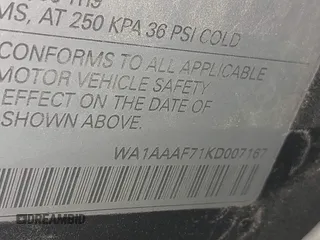 MS, AT 250 KPA 36 PSI COLD
CONFORMS TO ALL APPLICABLE
MOTOR VEHICLE SAFETY
EFFECT ON THE DATE OF
SHOWN ABOVE.
WA1AAAF71KD007167
DREAMBID